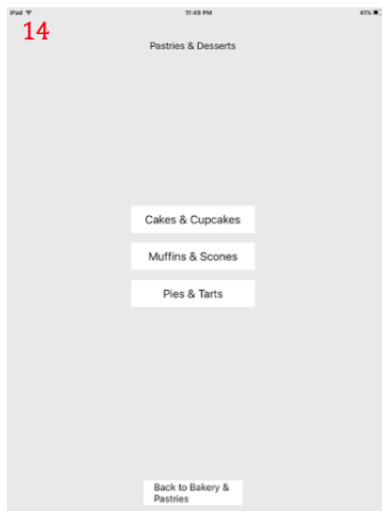 iPad 11:49 PM 41%
14
Pastries & Desserts
Cakes & Cupcakes
Muffins & Scones
Pies & Tarts
Back to Bakery &
Pastries